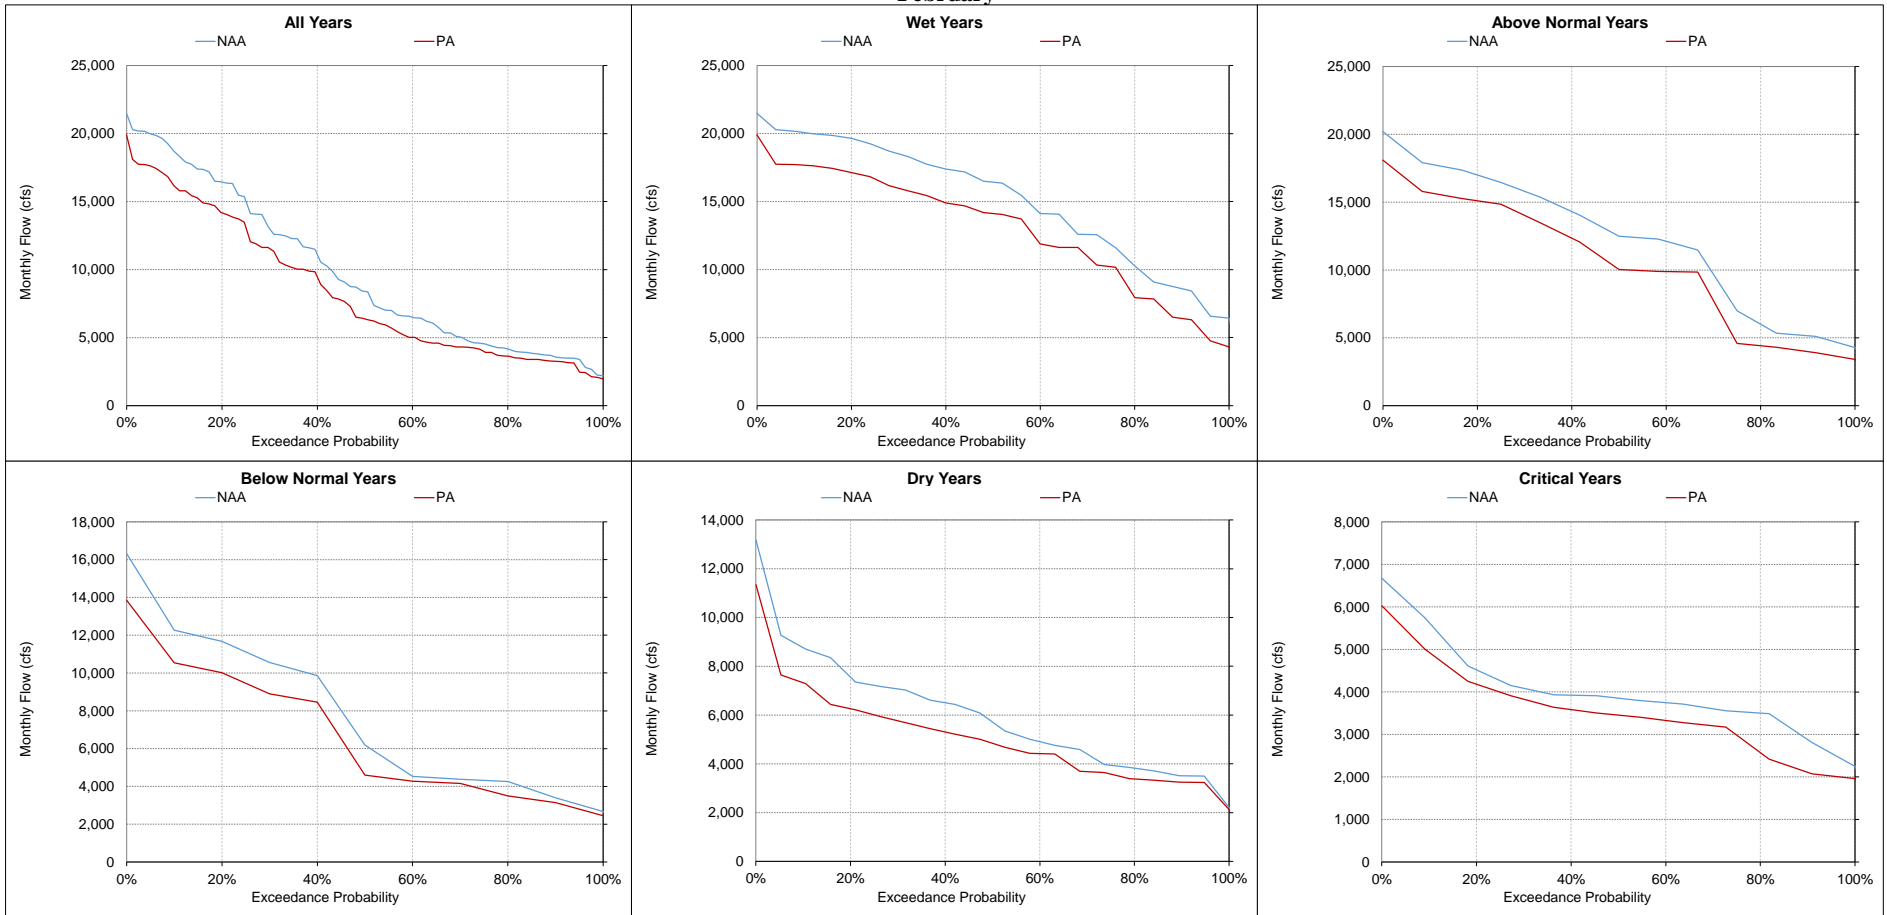 February
All Years
NAA PA
25,000
20,000
15,000
10,000
5,000
0
Monthly Flow (cfs)
0% 20% 40% 60% 80% 100%
Exceedance Probability
Wet Years
NAA PA
25,000
20,000
15,000
10,000
5,000
0
Monthly Flow (cfs)
0% 20% 40% 60% 80% 100%
Exceedance Probability
Above Normal Years
NAA PA
25,000
20,000
15,000
10,000
5,000
0
Monthly Flow (cfs)
0% 20% 40% 60% 80% 100%
Exceedance Probability
Below Normal Years
NAA PA
18,000
16,000
14,000
12,000
10,000
8,000
6,000
4,000
2,000
0
Monthly Flow (cfs)
0% 20% 40% 60% 80% 100%
Exceedance Probability
Dry Years
NAA PA
14,000
12,000
10,000
8,000
6,000
4,000
2,000
0
Monthly Flow (cfs)
0% 20% 40% 60% 80% 100%
Exceedance Probability
Critical Years
NAA PA
8,000
7,000
6,000
5,000
4,000
3,000
2,000
1,000
0
Monthly Flow (cfs)
0% 20% 40% 60% 80% 100%
Exceedance Probability